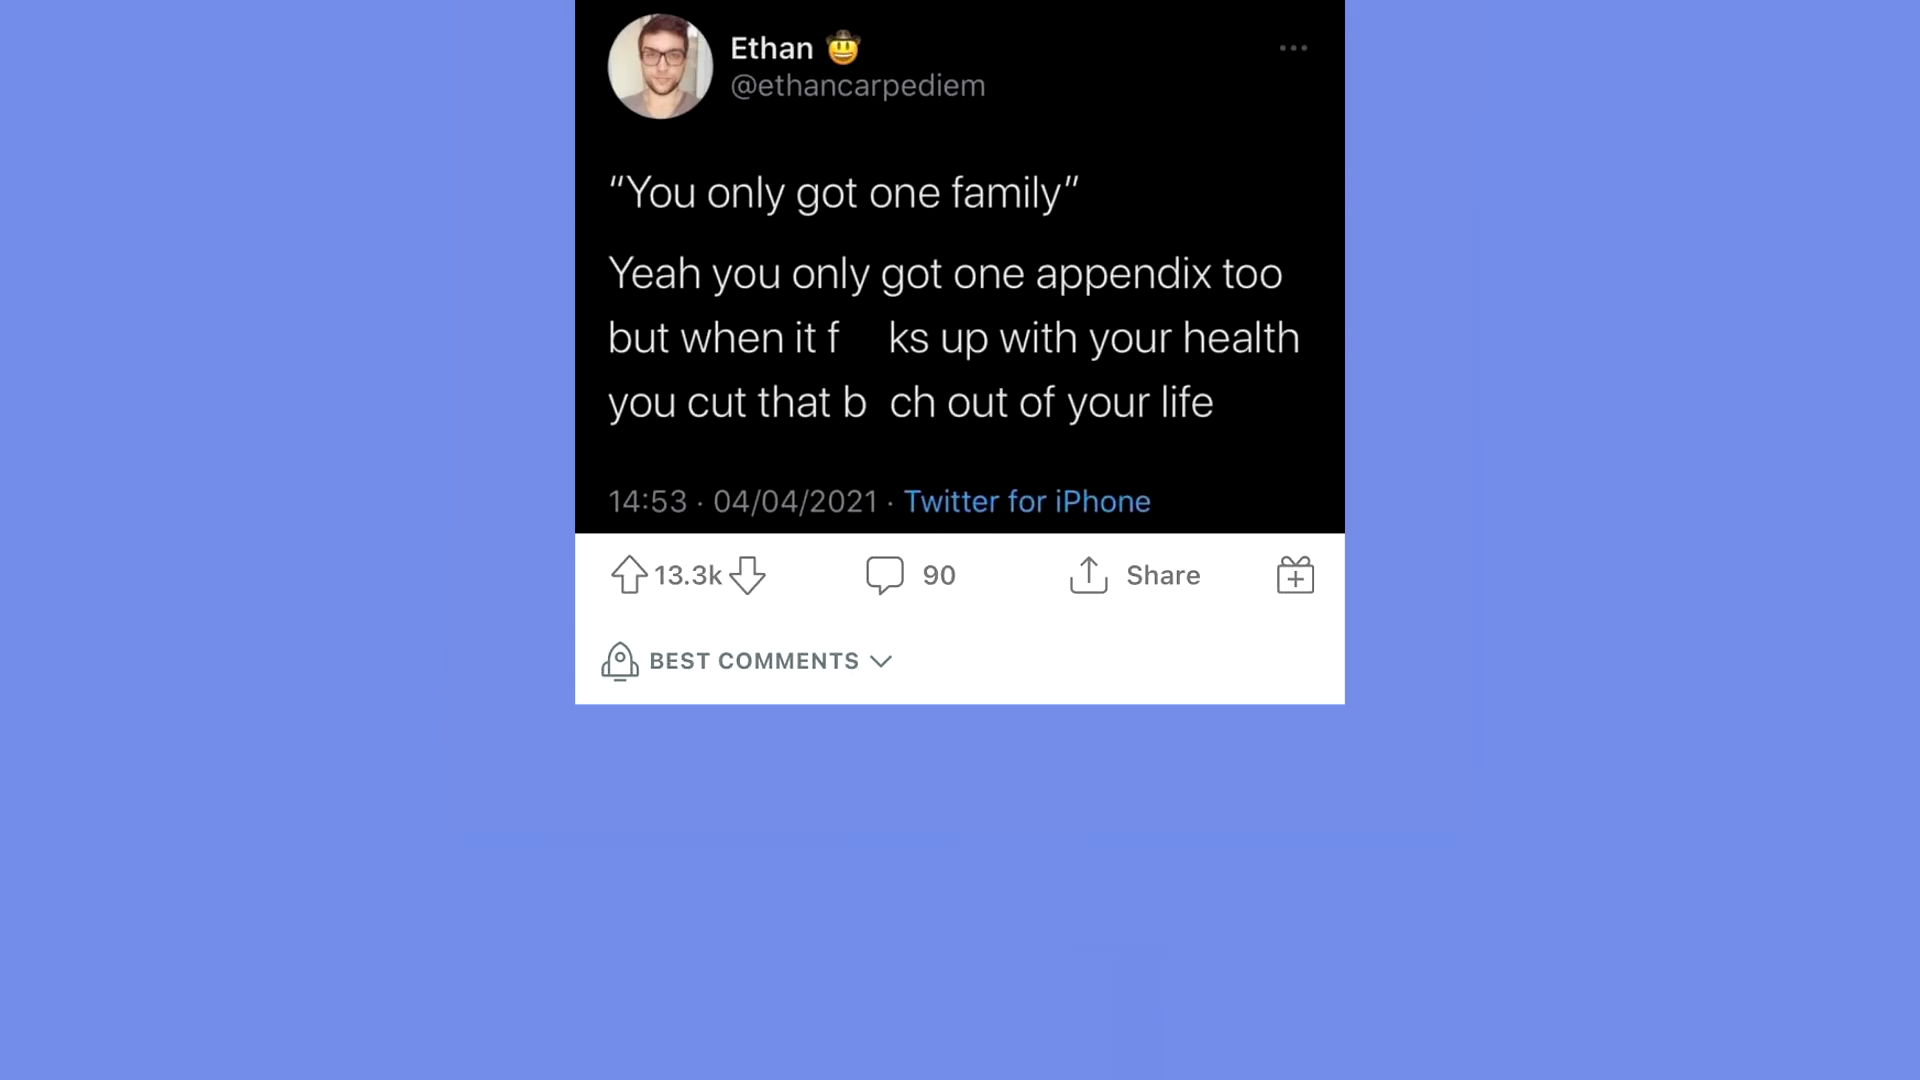 Ethan 🤠
@ethancarpediem
“You only got one family”
Yeah you only got one appendix too
but when it f ks up with your health
you cut that b ch out of your life
14:53 · 04/04/2021 · Twitter for iPhone
13.3k 90 Share
BEST COMMENTS